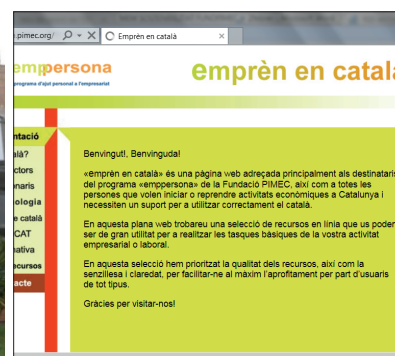 .pimec.org/
Emprèn en català
emppersona
programa d'ajut personal a l'empresariat
emprèn en català
ntació
alà?
ctors
naris
ologia
e català
CAT
ativa
ecursos
acte
Benvingut!, Benvinguda!
«emprèn en català» és una pàgina web adreçada principalment als destinataris
del programa «emppersona» de la Fundació PIMEC, així com a totes les
persones que volen iniciar o reprendre activitats econòmiques a Catalunya i
necessiten un suport per a utilitzar correctament el català.
En aquesta plana web trobareu una selecció de recursos en línia que us poden
ser de gran utilitat per a realitzar les tasques bàsiques de la vostra activitat
empresarial o laboral.
En aquesta selecció hem prioritzat la qualitat dels recursos, així com la
senzillesa i claredat, per facilitar-ne al màxim l'aprofitament per part d'usuaris
de tot tipus.
Gràcies per visitar-nos!